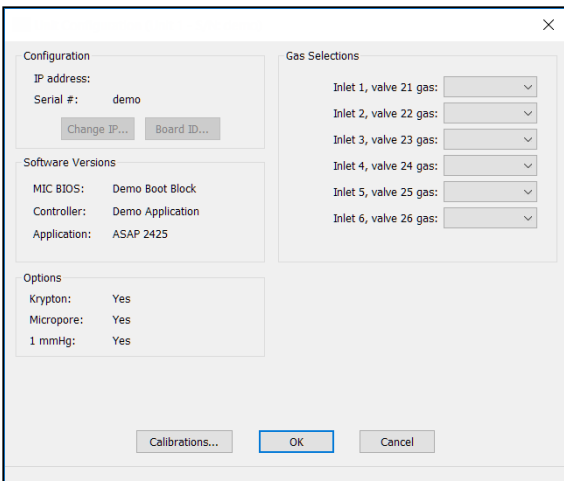 Configuration
IP address:
Serial #: demo
Change IP... Board ID...
Software Versions
MIC BIOS: Demo Boot Block
Controller: Demo Application
Application: ASAP 2425
Options
Krypton: Yes
Micropore: Yes
1 mmHg: Yes
Gas Selections
Inlet 1, valve 21 gas:
Inlet 2, valve 22 gas:
Inlet 3, valve 23 gas:
Inlet 4, valve 24 gas:
Inlet 5, valve 25 gas:
Inlet 6, valve 26 gas:
Calibrations... OK Cancel